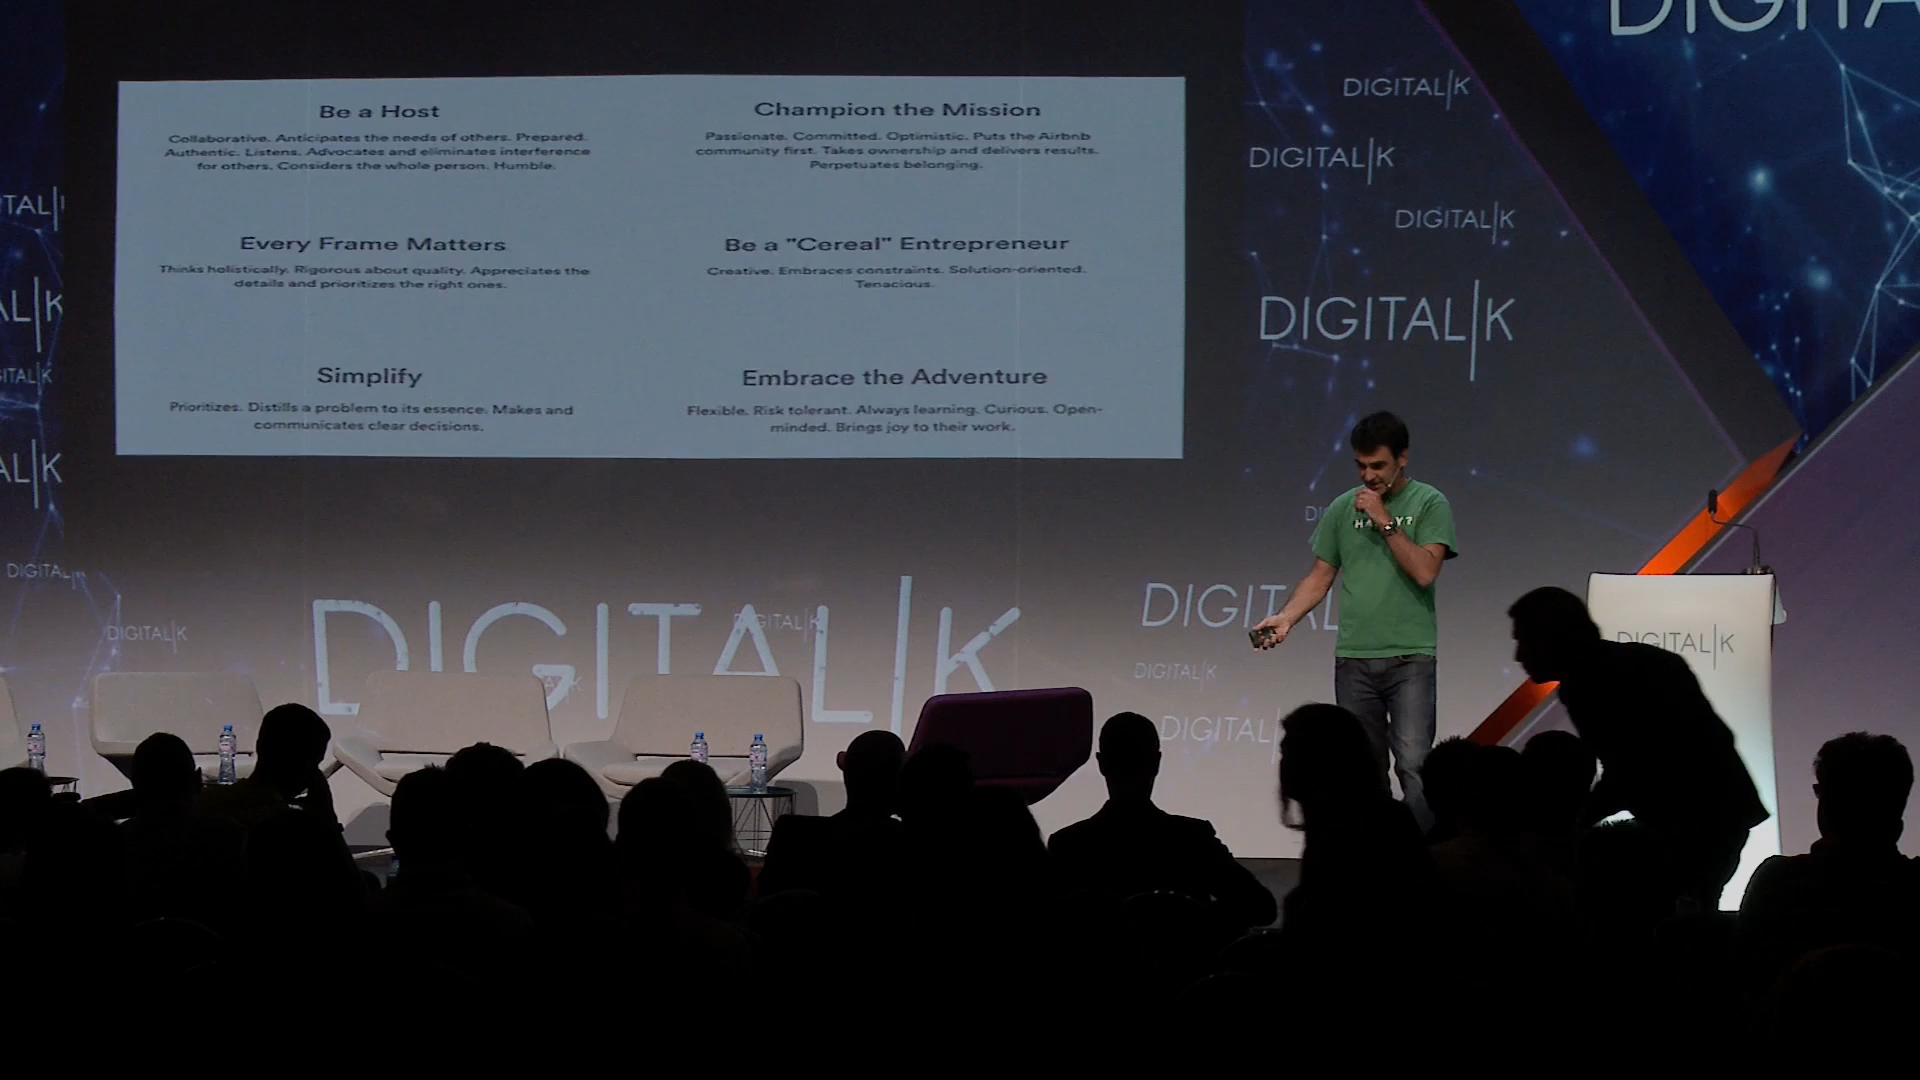 Be a Host
Collaborative. Anticipates the needs of others. Prepared.
Authentic. Listens. Advocates and eliminates interference
for others. Considers the whole person. Humble.
Champion the Mission
Passionate. Committed. Optimistic. Puts the Airbnb
community first. Takes ownership and delivers results.
Perpetuates belonging.
Every Frame Matters
Thinks holistically. Rigorous about quality. Appreciates the
details and prioritizes the right ones.
Be a "Cereal" Entrepreneur
Creative. Embraces constraints. Solution-oriented.
Tenacious.
Simplify
Prioritizes. Distills a problem to its essence. Makes and
communicates clear decisions.
Embrace the Adventure
Flexible. Risk tolerant. Always learning. Curious. Open-
minded. Brings joy to their work.
DIGITAL|K
DIGITAL|K
DIGITAL|K
DIGITAL|K
DIGITAL|K
DIGITAL|K
DIGITAL|K
DIGITAL|K
DIGITAL|K
DIGITAL|K